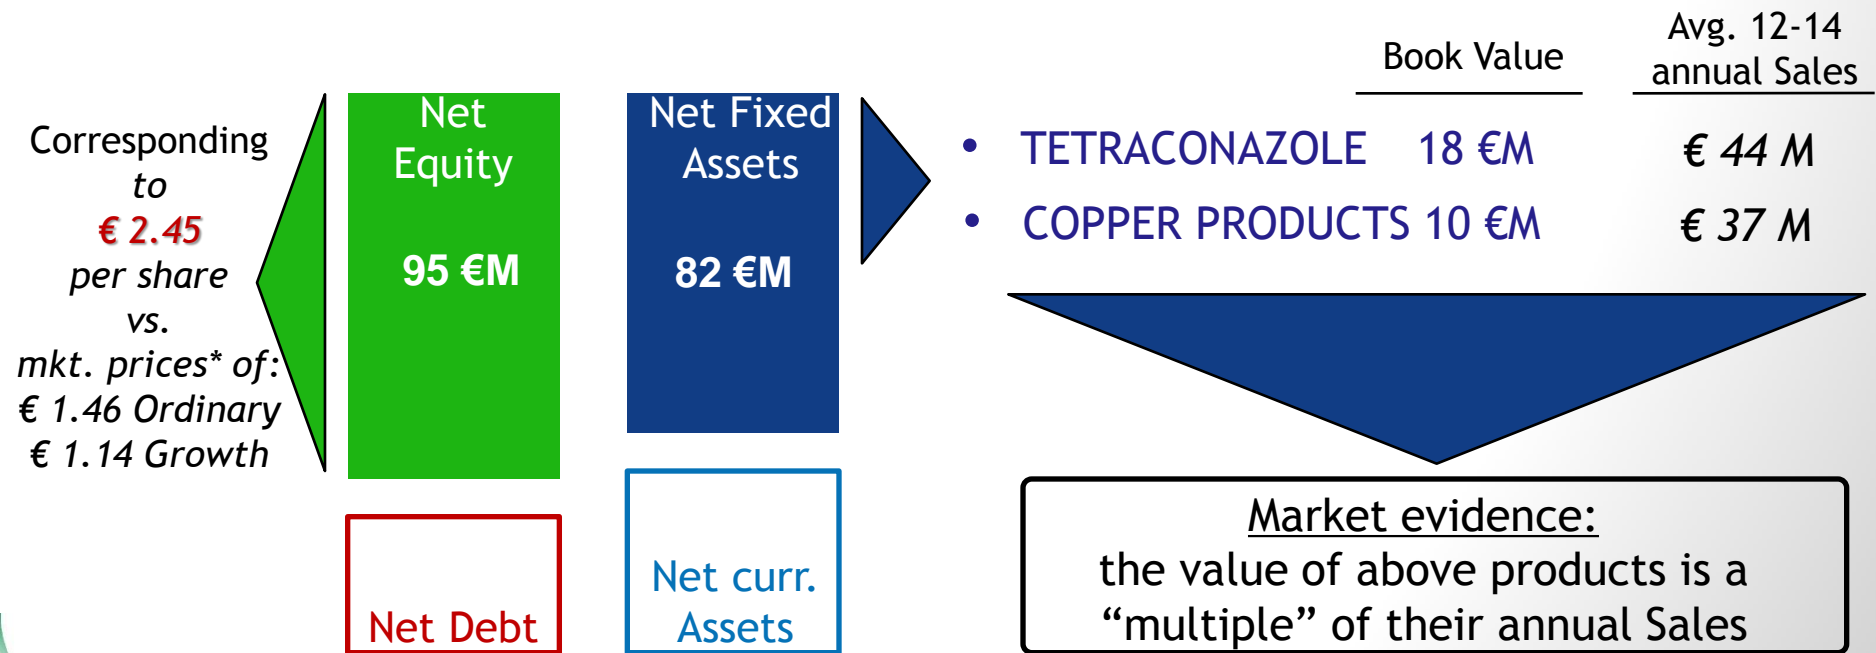 Corresponding
to
€ 2.45
per share
vs.
mkt. prices* of:
€ 1.46 Ordinary
€ 1.14 Growth
Net
Equity
95 €M
Net Debt
Net Fixed
Assets
82 €M
Net curr.
Assets
Book Value
Avg. 12-14
annual Sales
• TETRACONAZOLE 18 €M € 44 M
• COPPER PRODUCTS 10 €M € 37 M
Market evidence:
the value of above products is a
“multiple” of their annual Sales